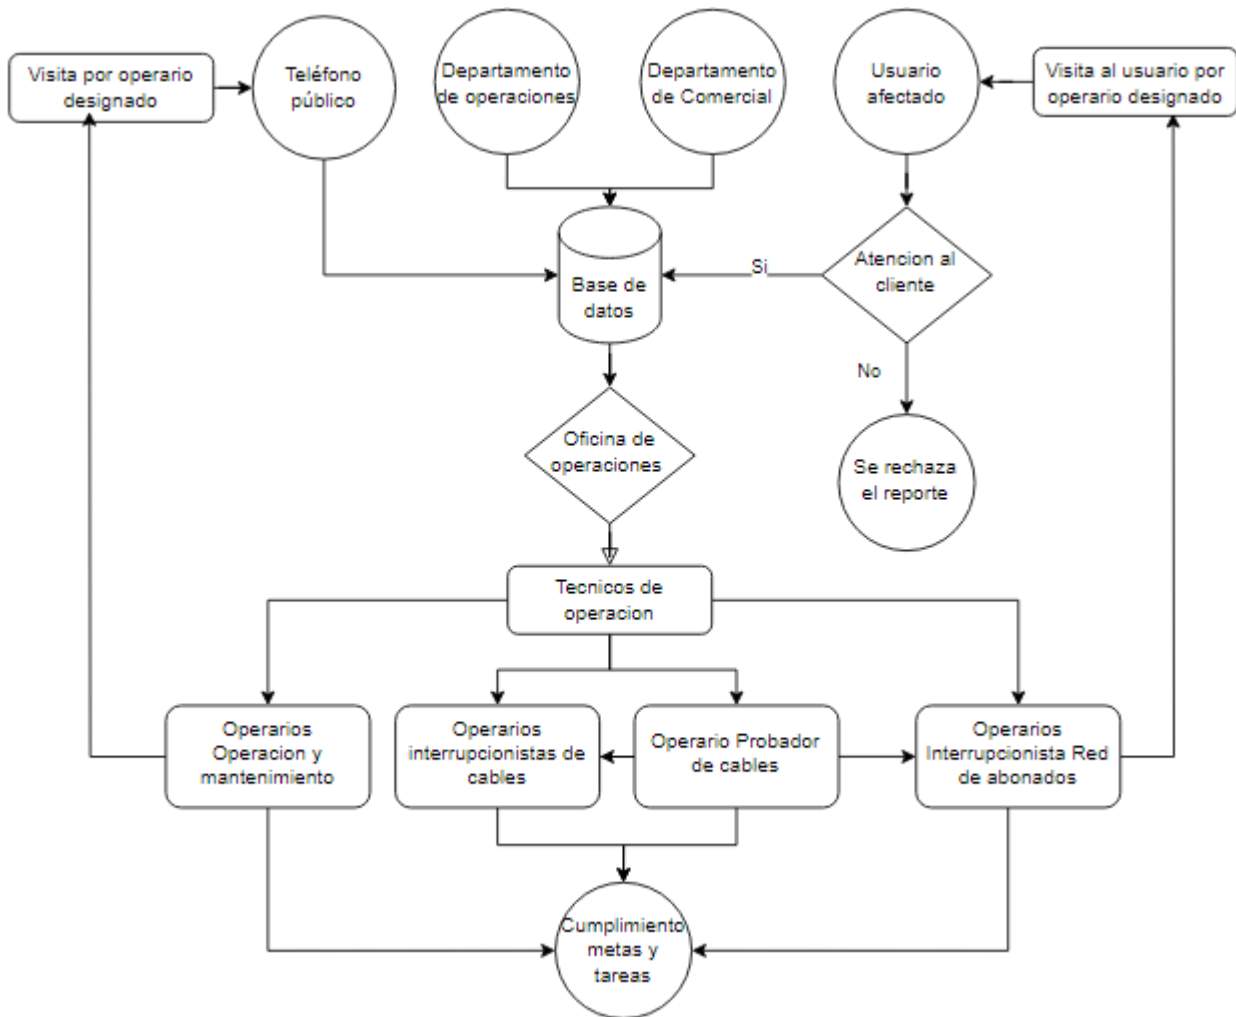 Visita por operario
designado
Teléfono
público
Departamento
de operaciones
Departamento
de Comercial
Usuario
afectado
Visita al usuario por
operario designado
Base de
datos
Si
Atencion al
cliente
No
Oficina de
operaciones
Se rechaza
el reporte
Tecnicos de
operacion
Operarios
Operacion y
mantenimiento
Operarios
interrupcionistas de
cables
Operario Probador
de cables
Operarios
Interrupcionista Red
de abonados
Cumplimiento
metas y
tareas